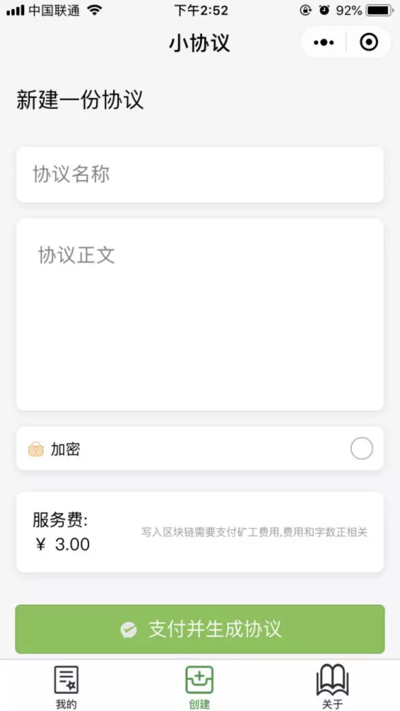 中国联通 下午2:52 92%
小协议
新建一份协议
协议名称
协议正文
加密
服务费:
¥ 3.00
写入区块链需要支付矿工费用,费用和字数正相关
支付并生成协议
我的 创建 关于